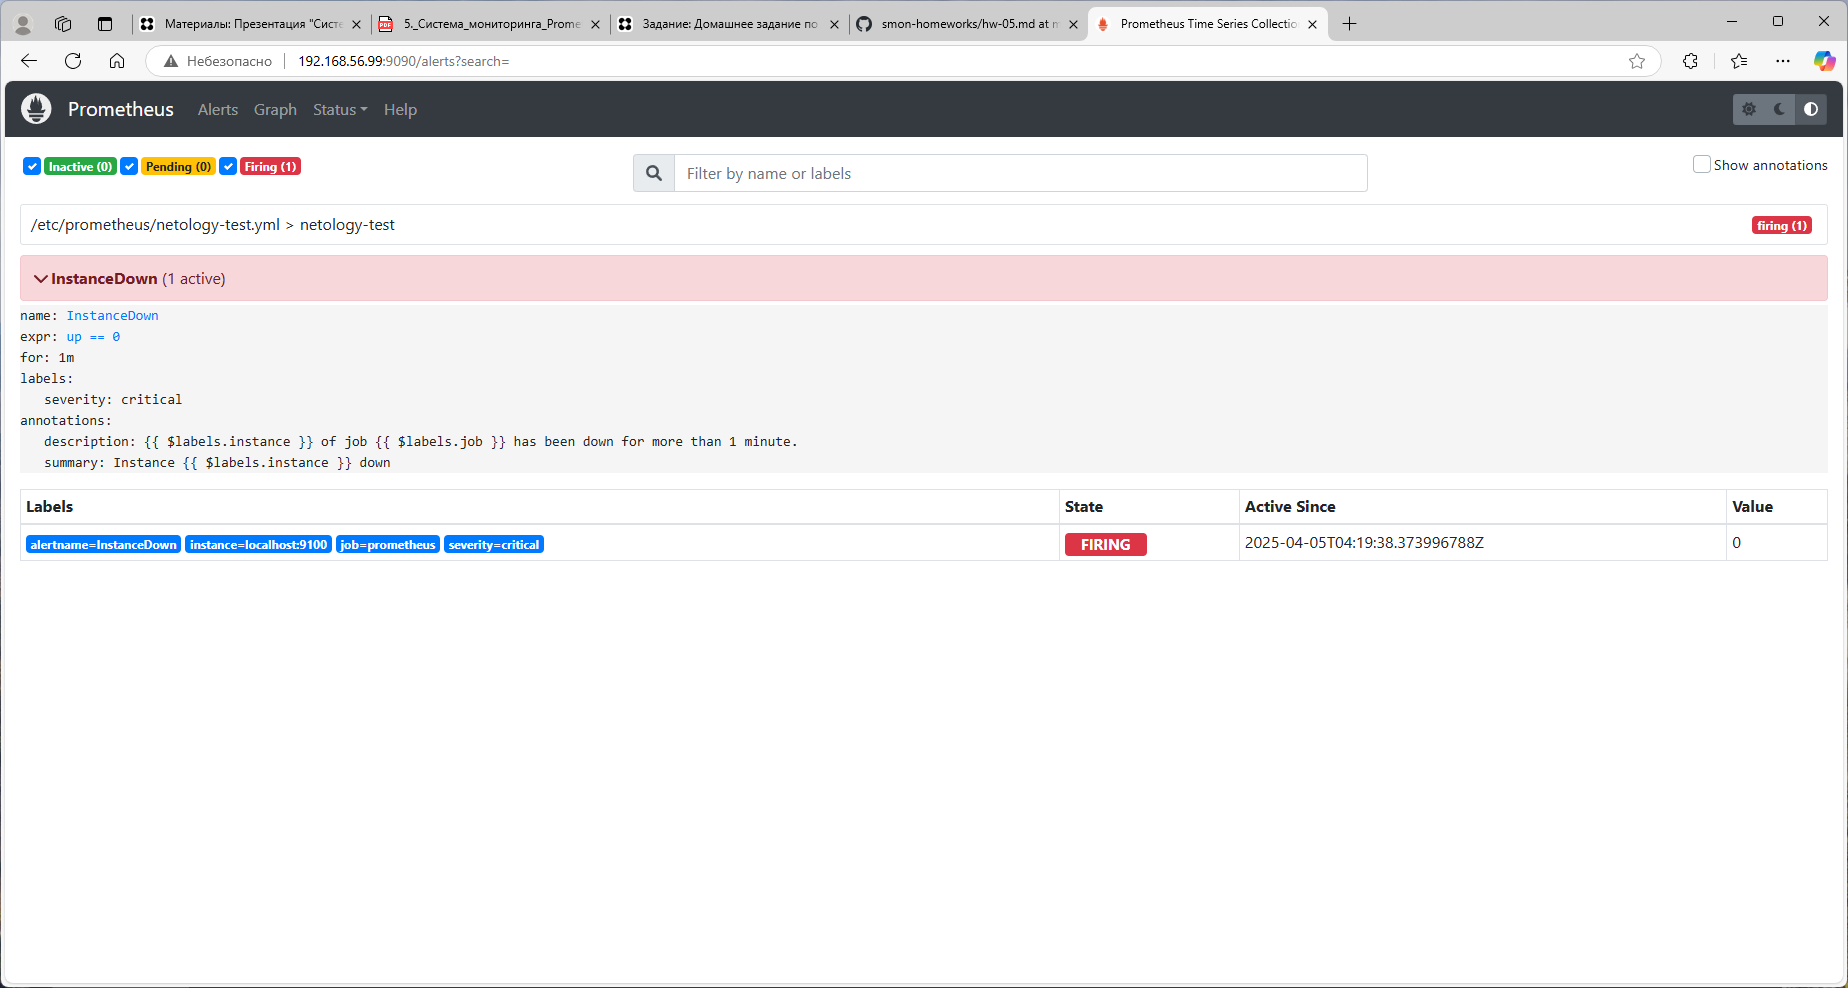 Материалы: Презентация "Систе
5._Система_мониторинга_Prome
Задание: Домашнее задание по
smon-homeworks/hw-05.md at m
Prometheus Time Series Collectio
Небезопасно
192.168.56.99:9090/alerts?search=
Prometheus
Alerts
Graph
Status
Help
Inactive (0)
Pending (0)
Firing (1)
Filter by name or labels
Show annotations
/etc/prometheus/netology-test.yml > netology-test
firing (1)
InstanceDown (1 active)
name: InstanceDown
expr: up == 0
for: 1m
labels:
severity: critical
annotations:
description: {{ $labels.instance }} of job {{ $labels.job }} has been down for more than 1 minute.
summary: Instance {{ $labels.instance }} down
Labels
State
Active Since
Value
alertname=InstanceDown
instance=localhost:9100
job=prometheus
severity=critical
FIRING
2025-04-05T04:19:38.373996788Z
0